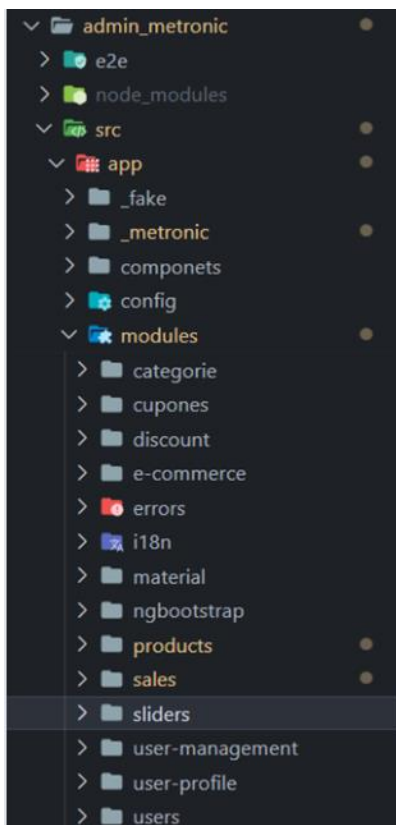 admin_metronic
e2e
node_modules
src
app
_fake
_metronic
componets
config
modules
categorie
cupones
discount
e-commerce
errors
i18n
material
ngbootstrap
products
sales
sliders
user-management
user-profile
users